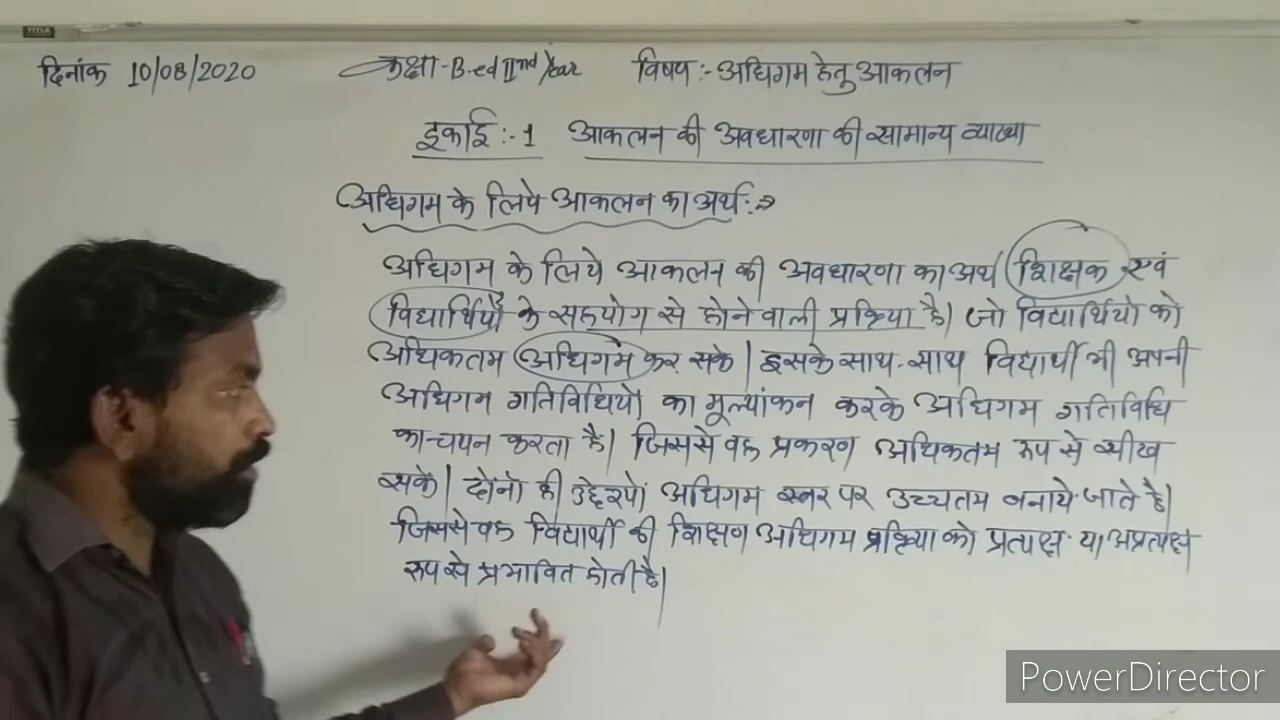 TITLE
दिनांक 10/08/2020 कक्षा-B.ed IInd Year विषय:-अधिगम हेतु आकलन
इकाई:-1 आकलन की अवधारणा की सामान्य व्याख्या
अधिगम के लिये आकलन का अर्थ:→
अधिगम के लिये आकलन की अवधारणा का अर्थ शिक्षक एवं
विद्यार्थियों के सहयोग से होने वाली प्रक्रिया है। जो विद्यार्थियों को
अधिकतम अधिगम कर सके। इसके साथ-साथ विद्यार्थी भी अपनी
अधिगम गतिविधियों का मूल्यांकन करके अधिगम गतिविधि
का चयन करता है। जिससे वह प्रकरण अधिकतम रूप से सीख
सके। दोनों ही उद्देश्यों अधिगम स्तर पर उच्चतम बनाये जाते है।
जिससे वह विद्यार्थी की शिक्षण अधिगम प्रक्रिया को प्रत्यक्ष या अप्रत्यक्ष
रूप से प्रभावित होती है।
PowerDirector